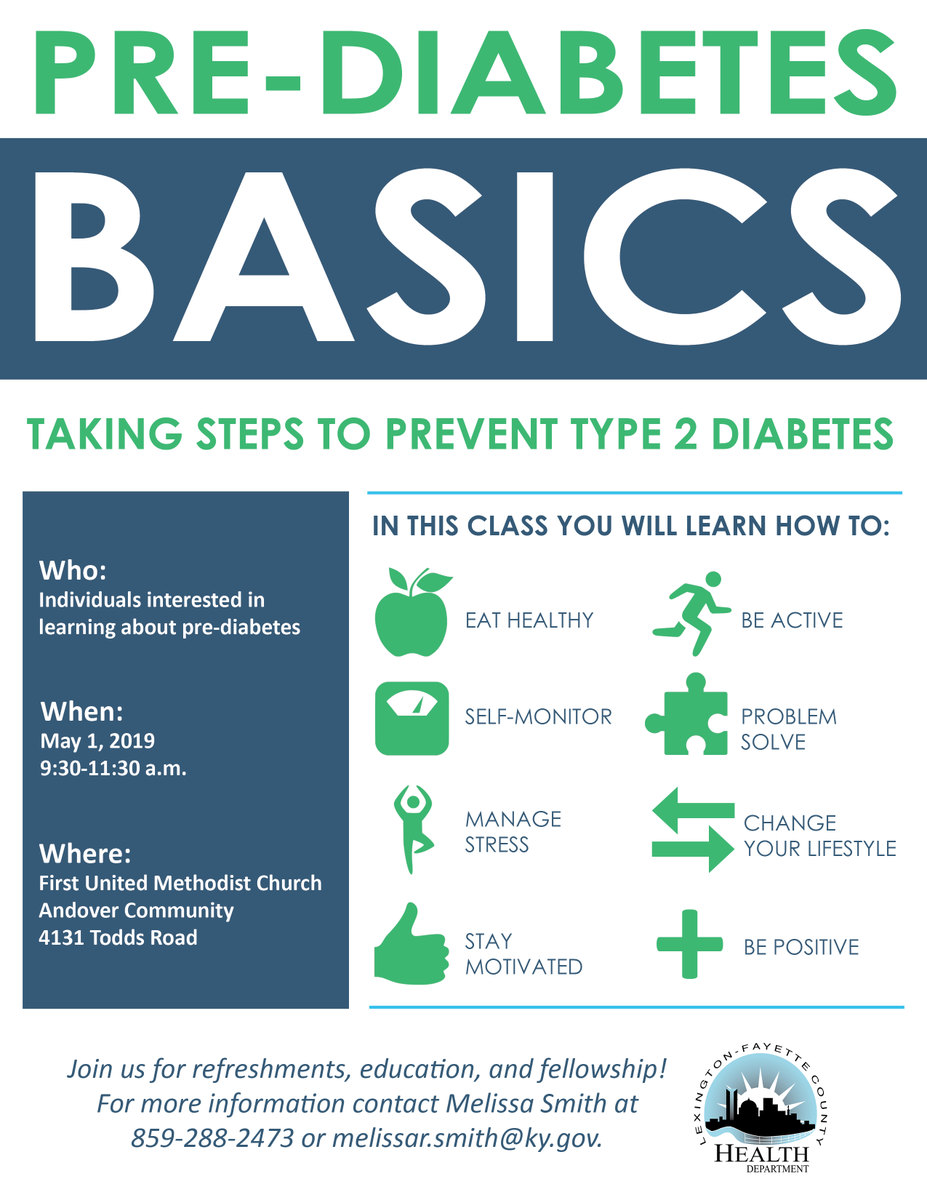 PRE-DIABETES
BASICS
TAKING STEPS TO PREVENT TYPE 2 DIABETES
Who:
Individuals interested in
learning about pre-diabetes
When:
May 1, 2019
9:30-11:30 a.m.
Where:
First United Methodist Church
Andover Community
4131 Todds Road
IN THIS CLASS YOU WILL LEARN HOW TO:
EAT HEALTHY
BE ACTIVE
SELF-MONITOR
PROBLEM
SOLVE
MANAGE
STRESS
CHANGE
YOUR LIFESTYLE
STAY
MOTIVATED
BE POSITIVE
Join us for refreshments, education, and fellowship!
For more information contact Melissa Smith at
859-288-2473 or melissar.smith@ky.gov.
LEXINGTON-FAYETTE COUNTY
HEALTH
DEPARTMENT